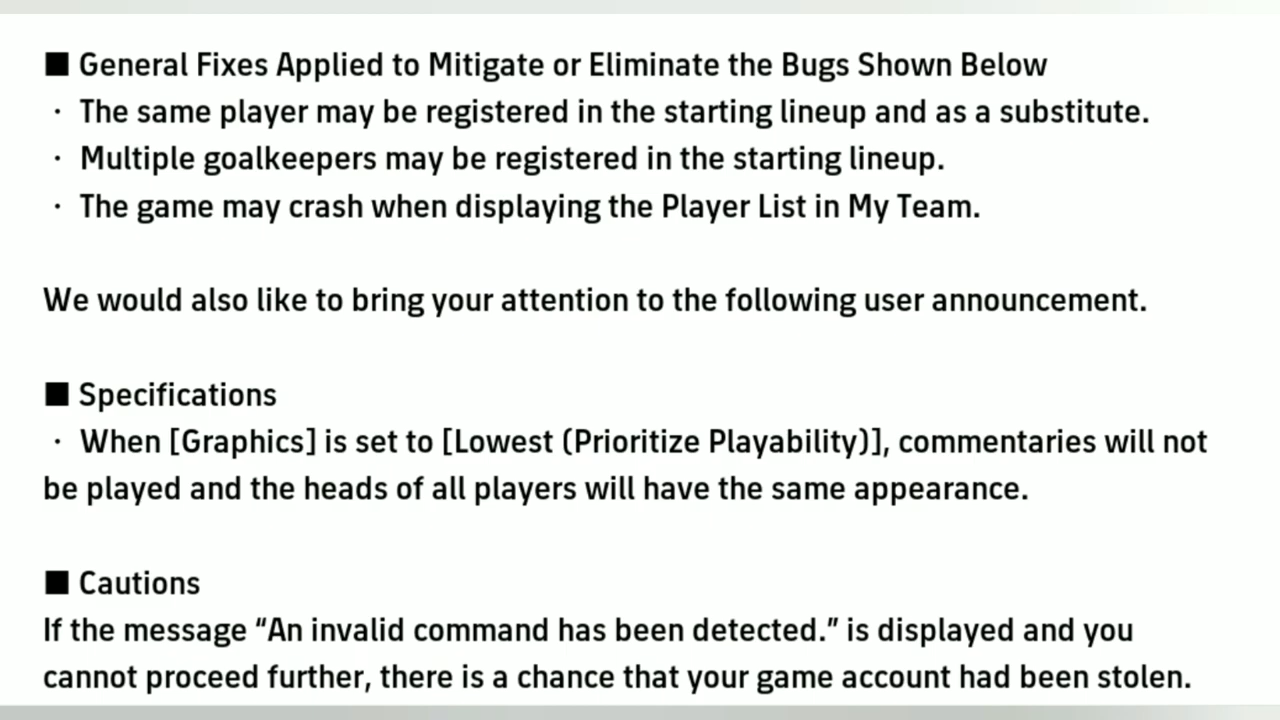 ■ General Fixes Applied to Mitigate or Eliminate the Bugs Shown Below
・ The same player may be registered in the starting lineup and as a substitute.
・ Multiple goalkeepers may be registered in the starting lineup.
・ The game may crash when displaying the Player List in My Team.
We would also like to bring your attention to the following user announcement.
■ Specifications
・ When [Graphics] is set to [Lowest (Prioritize Playability)], commentaries will not
be played and the heads of all players will have the same appearance.
■ Cautions
If the message “An invalid command has been detected.” is displayed and you
cannot proceed further, there is a chance that your game account had been stolen.